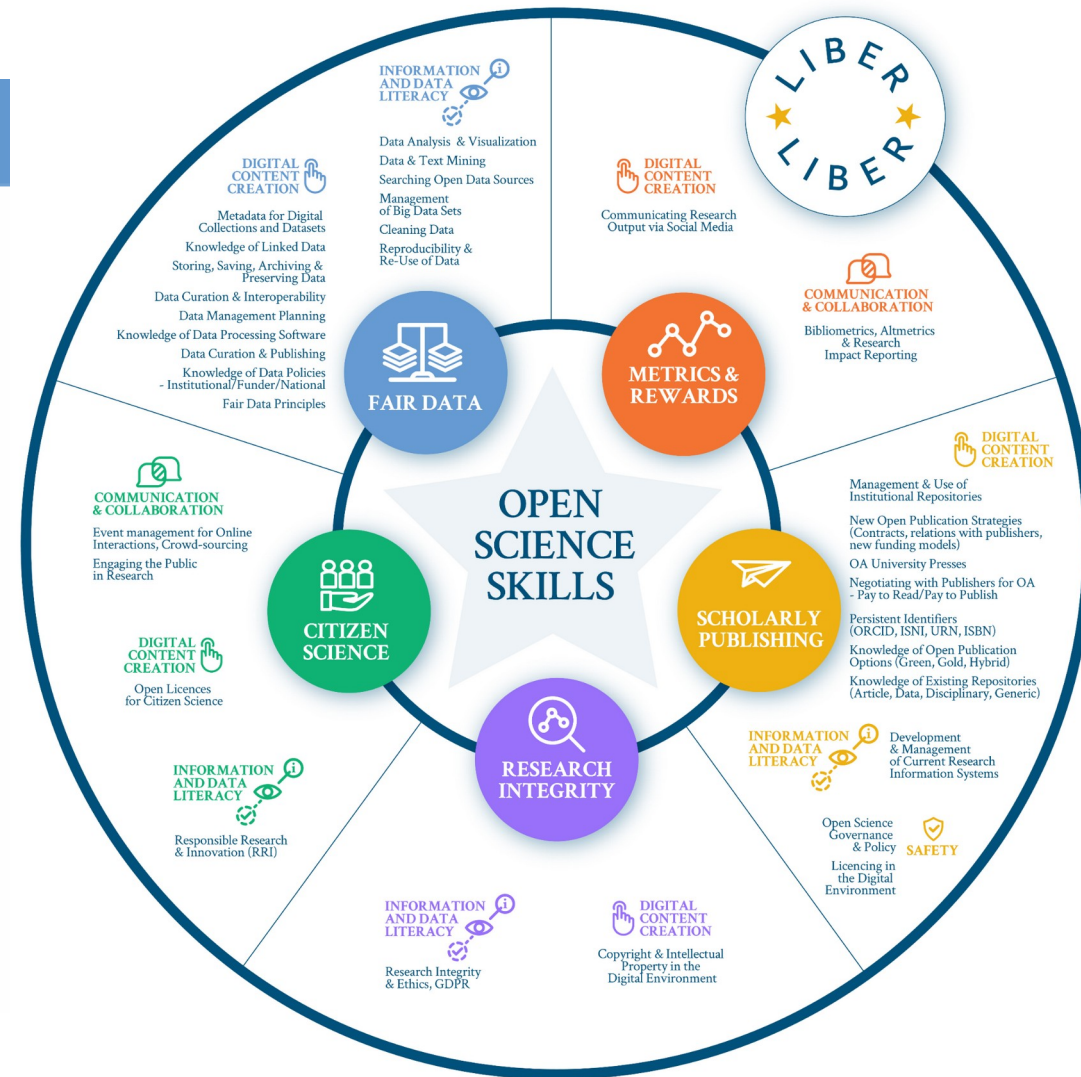 LIBER
LIBER
INFORMATION
AND DATA
LITERACY
Data Analysis & Visualization
Data & Text Mining
Searching Open Data Sources
Management
of Big Data Sets
Cleaning Data
Reproducibility &
Re-Use of Data
DIGITAL
CONTENT
CREATION
Metadata for Digital
Collections and Datasets
Knowledge of Linked Data
Storing, Saving, Archiving &
Preserving Data
Data Curation & Interoperability
Data Management Planning
Knowledge of Data Processing Software
Data Curation & Publishing
Knowledge of Data Policies
- Institutional/Funder/National
Fair Data Principles
FAIR DATA
DIGITAL
CONTENT
CREATION
Communicating Research
Output via Social Media
COMMUNICATION
& COLLABORATION
Bibliometrics, Altmetrics
& Research
Impact Reporting
METRICS &
REWARDS
OPEN
SCIENCE
SKILLS
DIGITAL
CONTENT
CREATION
Management & Use of
Institutional Repositories
New Open Publication Strategies
(Contracts, relations with publishers,
new funding models)
OA University Presses
Negotiating with Publishers for OA
- Pay to Read/Pay to Publish
Persistent Identifiers
(ORCID, ISNI, URN, ISBN)
Knowledge of Open Publication
Options (Green, Gold, Hybrid)
Knowledge of Existing Repositories
(Article, Data, Disciplinary, Generic)
SCHOLARLY
PUBLISHING
INFORMATION
AND DATA
LITERACY
Development
& Management
of Current Research
Information Systems
Open Science
Governance
& Policy
SAFETY
Licencing in
the Digital
Environment
COMMUNICATION
& COLLABORATION
Event management for Online
Interactions, Crowd-sourcing
Engaging the Public
in Research
CITIZEN
SCIENCE
DIGITAL
CONTENT
CREATION
Open Licences
for Citizen Science
INFORMATION
AND DATA
LITERACY
Responsible Research
& Innovation (RRI)
RESEARCH
INTEGRITY
INFORMATION
AND DATA
LITERACY
Research Integrity
& Ethics, GDPR
DIGITAL
CONTENT
CREATION
Copyright & Intellectual
Property in the
Digital Environment